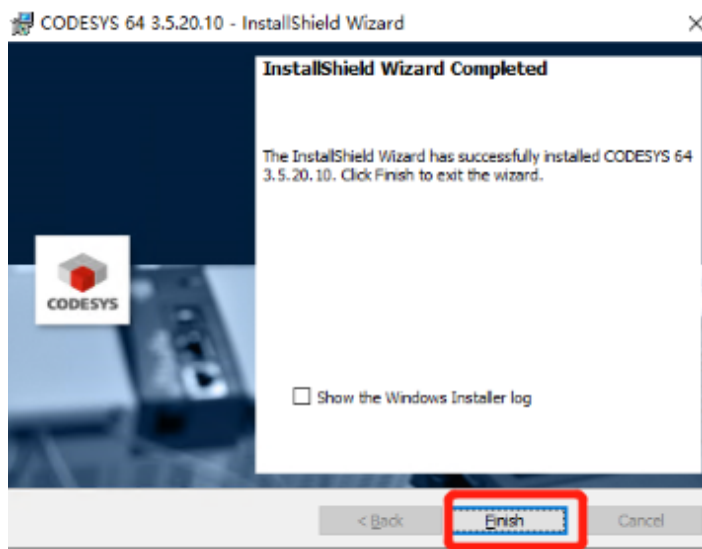 CODESYS 64 3.5.20.10 - InstallShield Wizard
InstallShield Wizard Completed
The InstallShield Wizard has successfully installed CODESYS 64
3.5.20.10. Click Finish to exit the wizard.
CODESYS
Show the Windows Installer log
< Back Finish Cancel